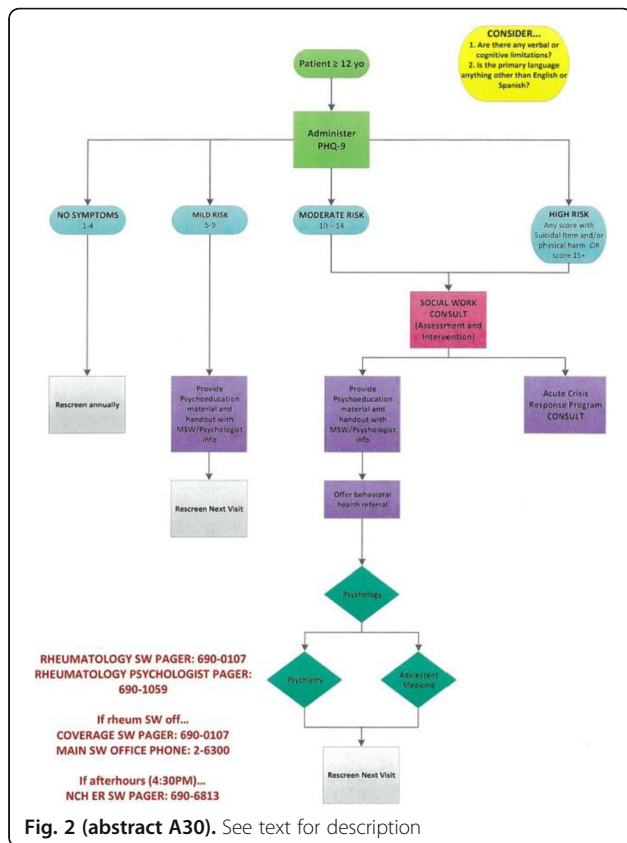 CONSIDER...
1. Are there any verbal or
cognitive limitations?
2. Is the primary language
anything other than English or
Spanish?
Patient ≥ 12 yo
Administer
PHQ-9
NO SYMPTOMS
1-4
MILD RISK
5-9
MODERATE RISK
10 – 14
HIGH RISK
Any score with
Suicidal Item and/or
physical harm OR
score 15+
SOCIAL WORK
CONSULT
(Assessment and
Intervention)
Rescreen annually
Provide
Psychoeducation
material and
handout with
MSW/Psychologist
info
Provide
Psychoeducation
material and
handout with
MSW/Psychologist
info
Acute Crisis
Response Program
CONSULT
Rescreen Next Visit
Offer behavioral
health referral
Psychology
Psychiatry
Adolescent
Medicine
Rescreen Next Visit
RHEUMATOLOGY SW PAGER: 690-0107
RHEUMATOLOGY PSYCHOLOGIST PAGER:
690-1059
If rheum SW off...
COVERAGE SW PAGER: 690-0107
MAIN SW OFFICE PHONE: 2-6300
If afterhours (4:30PM)...
NCH ER SW PAGER: 690-6813
Fig. 2 (abstract A30). See text for description